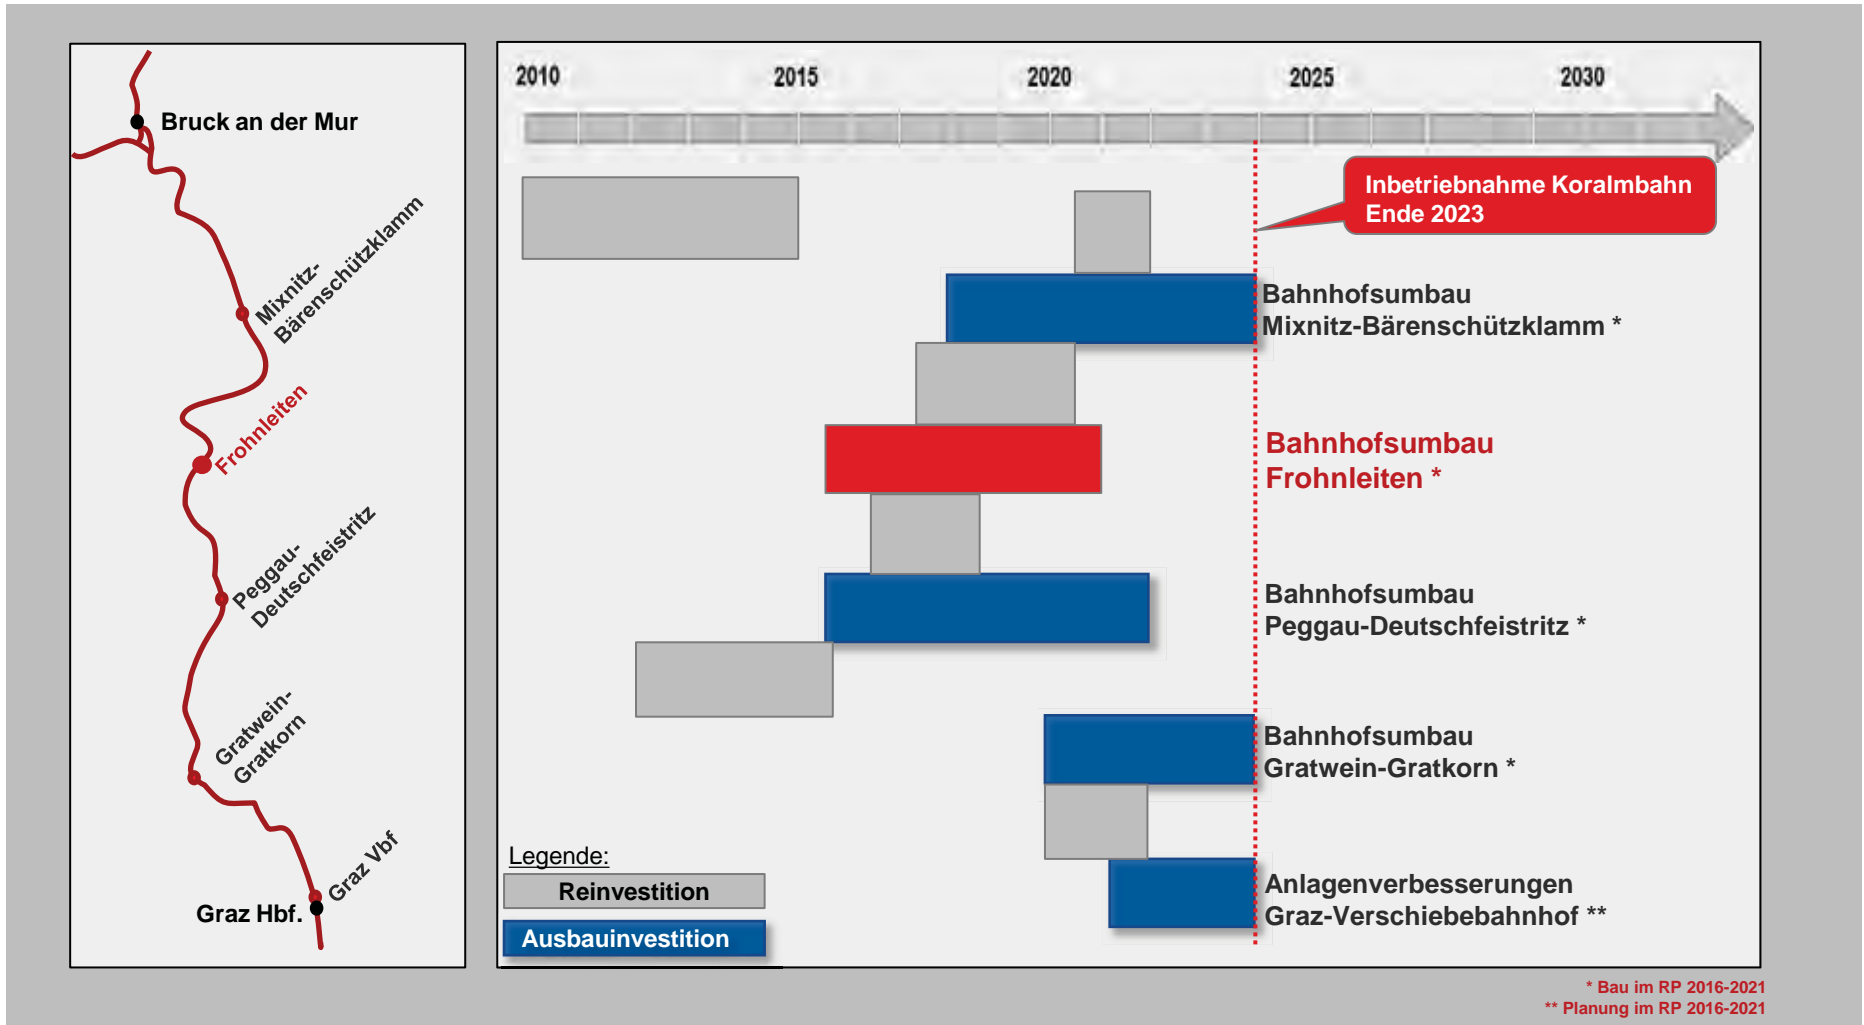 Bruck an der Mur
Mixnitz-
Bärenschützklamm
Frohnleiten
Peggau-
Deutschfeistritz
Gratwein-
Gratkorn
Graz Vbf
Graz Hbf.
2010 2015 2020 2025 2030
Inbetriebnahme Koralmbahn
Ende 2023
Bahnhofsumbau
Mixnitz-Bärenschützklamm *
Bahnhofsumbau
Frohnleiten *
Bahnhofsumbau
Peggau-Deutschfeistritz *
Bahnhofsumbau
Gratwein-Gratkorn *
Anlagenverbesserungen
Graz-Verschiebebahnhof **
Legende:
Reinvestition
Ausbauinvestition
* Bau im RP 2016-2021
** Planung im RP 2016-2021